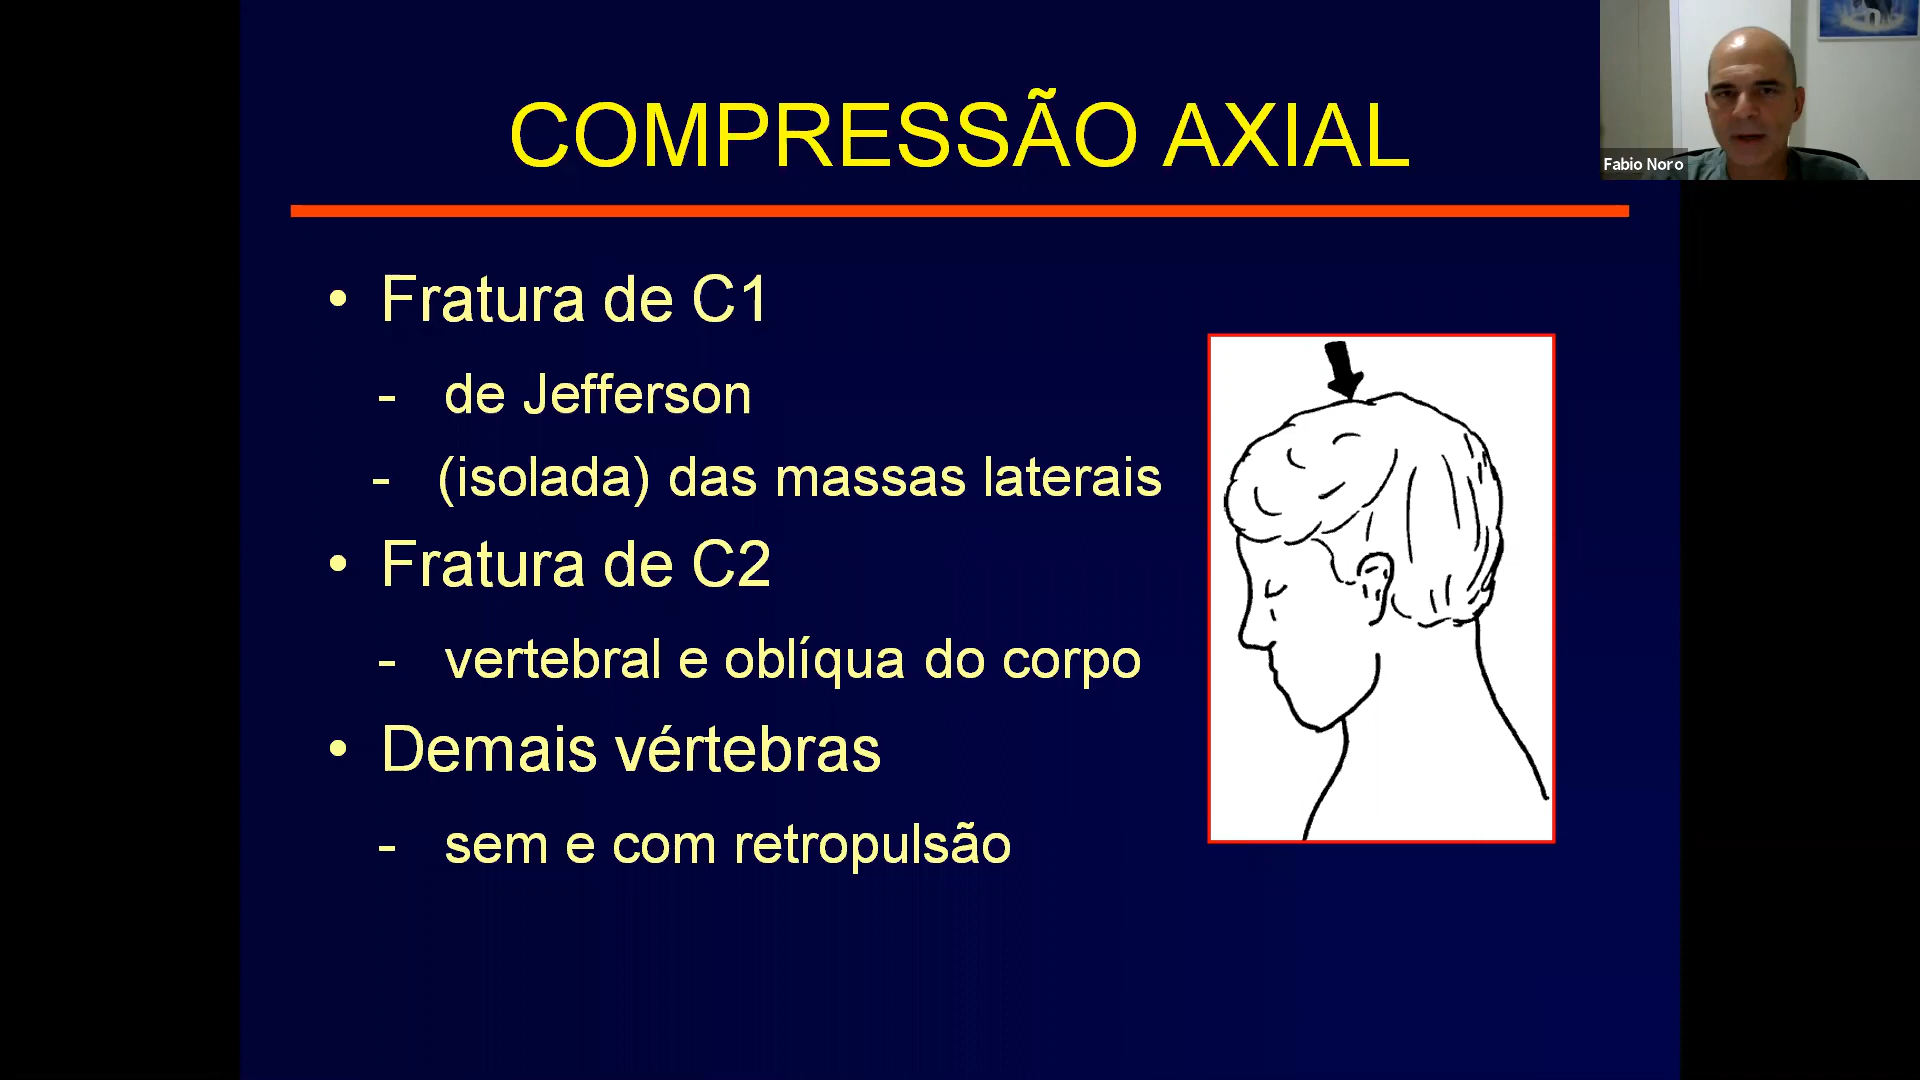 COMPRESSÃO AXIAL
Fabio Noro
• Fratura de C1
- de Jefferson
- (isolada) das massas laterais
• Fratura de C2
- vertebral e oblíqua do corpo
• Demais vértebras
- sem e com retropulsão